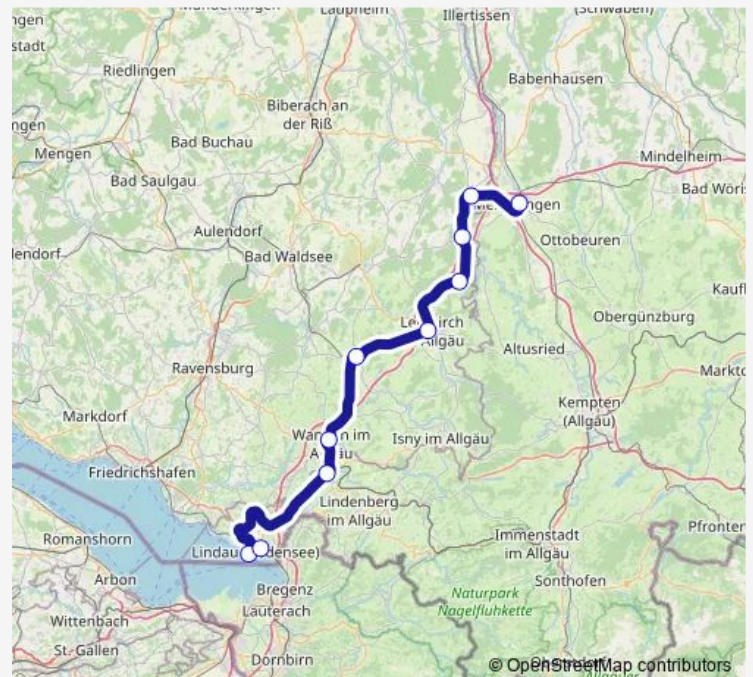 Laupheim
Illertissen
(Schwaben)
Riedlingen
Babenhausen
Biberach an
der Riß
Bad Buchau
Mengen
Mindelheim
Bad Saulgau
Aulendorf
Ottobeuren
Bad Waldsee
Obergünzburg
Altusried
Ravensburg
Kempten
(Allgäu)
Markdorf
Isny im Allgäu
Friedrichshafen
Lindenberg
im Allgäu
Romanshorn
Immenstadt
im Allgäu
Lindau
Arbon
Sonthofen
Bregenz
Naturpark
Nagelfluhkette
Lauterach
Wittenbach
St. Gallen
Dornbirn
© OpenStreetMap contributors